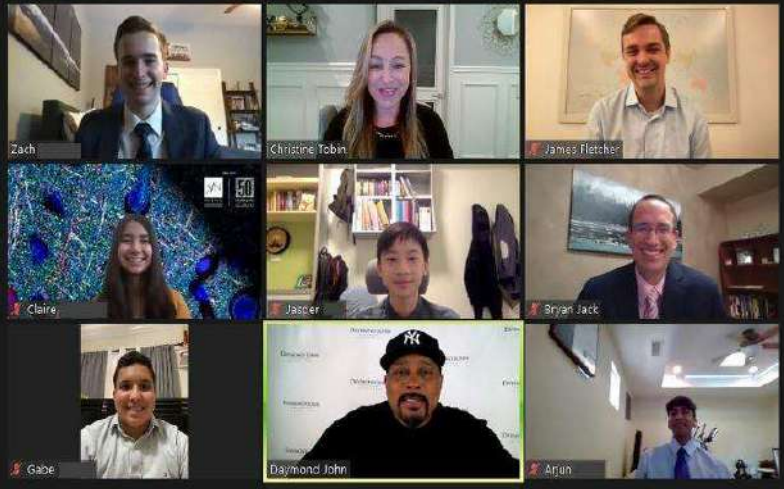 Zach
Christine Tobin
James Fletcher
50
Claire
Jasper
Bryan Jack
NY
Gabe
Daymond John
Arjun